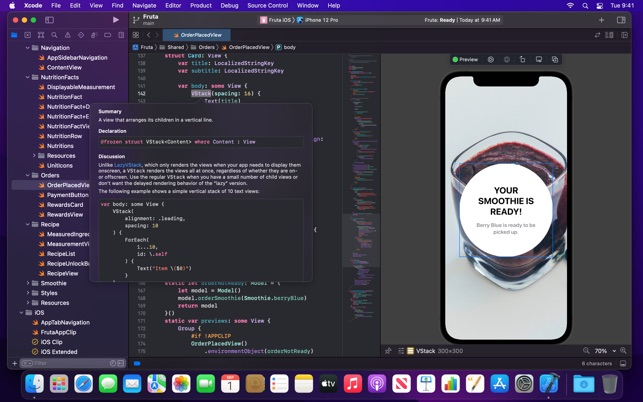 Xcode File Edit View Find Navigate Editor Product Debug Source Control Window Help
Tue 9:41
Fruta
main
Fruta iOS iPhone 12 Pro
Fruta: Ready | Today at 9:41 AM
OrderPlacedView
Fruta Shared Orders OrderPlacedView body
Navigation
AppSidebarNavigation
ContentView
NutritionFacts
DisplayableMeasurement
NutritionFact
NutritionFact+D
NutritionFact+E
NutritionFactVie
NutritionRow
Nutritions
Resources
UnitIcons
Orders
OrderPlacedView
PaymentButton
RewardsCard
RewardsView
Recipe
MeasuredIngred
MeasurementVi
RecipeList
RecipeUnlockBu
RecipeView
Smoothie
Styles
Resources
iOS
AppTabNavigation
FrutaAppClip
iOS Clip
iOS Extended
Filter
137 struct Card: View {
138 var title: LocalizedStringKey
139 var subtitle: LocalizedStringKey
140
141 var body: some View {
142 VStack(spacing: 16) {
143 Text(title)
Summary
A view that arranges its children in a vertical line.
Declaration
@frozen struct VStack<Content> where Content : View
Discussion
Unlike LazyVStack, which only renders the views when your app needs to display them
onscreen, a VStack renders the views all at once, regardless of whether they are on-
or offscreen. Use the regular VStack when you have a small number of child views or
don't want the delayed rendering behavior of the "lazy" version.
The following example shows a simple vertical stack of 10 text views:
var body: some View {
VStack(
alignment: .leading,
spacing: 10
) {
ForEach(
1...10,
id: \.self
) {
Text("Item \($0)")
}
static let orderNotReady: Model = {
167 let model = Model()
168 model.orderSmoothie(Smoothie.berryBlue)
169 return model
170 }()
171 static var previews: some View {
172 Group {
173 #if !APPCLIP
174 OrderPlacedView()
175 .environmentObject(orderNotReady)
Preview
YOUR
SMOOTHIE IS
READY!
Berry Blue is ready to be
picked up.
VStack 300×300
70%
8 characters